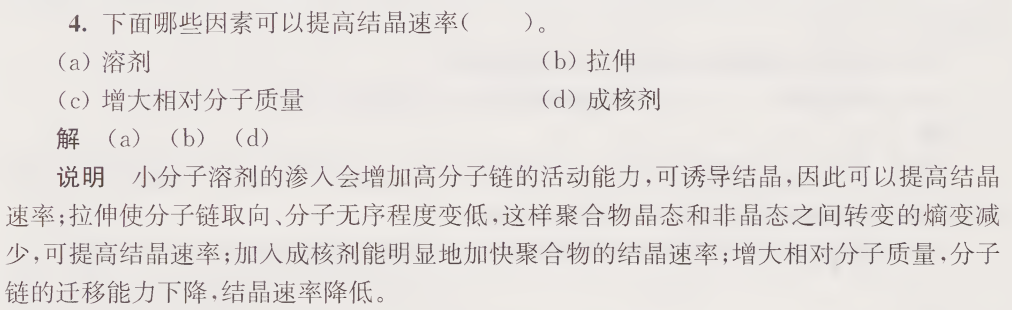 4. 下面哪些因素可以提高结晶速率(　　)。
(a) 溶剂　(b) 拉伸
(c) 增大相对分子质量　(d) 成核剂
解　(a)　(b)　(d)
说明　小分子溶剂的渗入会增加高分子链的活动能力,可诱导结晶,因此可以提高结晶
速率;拉伸使分子链取向、分子无序程度变低,这样聚合物晶态和非晶态之间转变的熵变减
少,可提高结晶速率;加入成核剂能明显地加快聚合物的结晶速率;增大相对分子质量,分子
链的迁移能力下降,结晶速率降低。